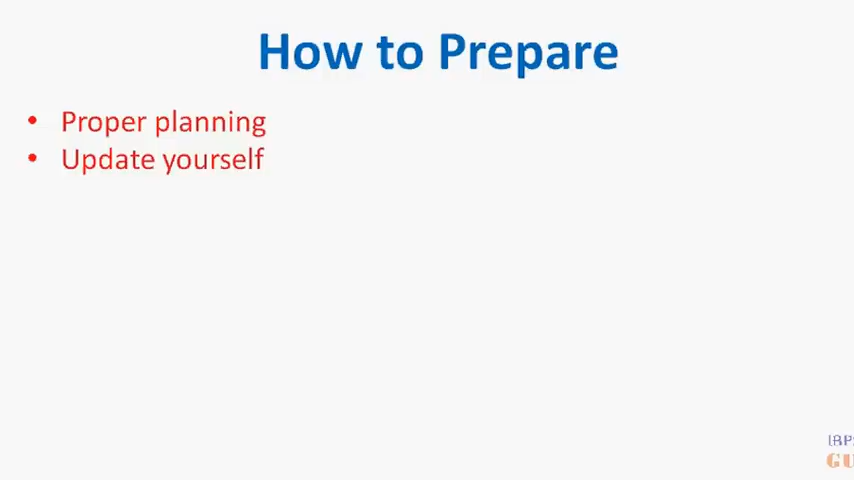 How to Prepare
• Proper planning
• Update yourself